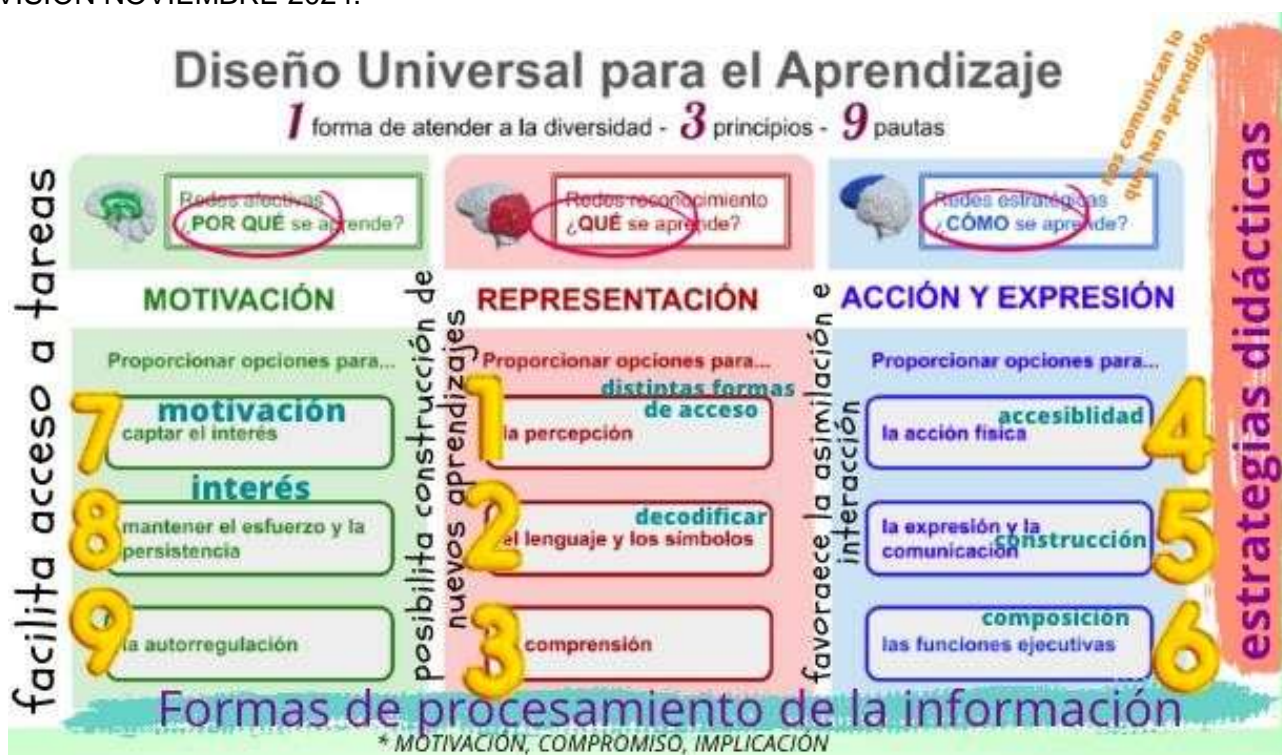 VISIÓN NOVIEMBRE 2024.
Diseño Universal para el Aprendizaje
1 forma de atender a la diversidad - 3 principios - 9 pautas
nos comunican lo
que han aprendido
estrategias didácticas
facilita acceso a tareas
Redes afectivas
¿POR QUÉ se aprende?
MOTIVACIÓN
Proporcionar opciones para...
7
motivación
captar el interés
interés
8
mantener el esfuerzo y la
persistencia
9
la autorregulación
posibilita construcción de
nuevos aprendizajes
Redes reconocimiento
¿QUÉ se aprende?
REPRESENTACIÓN
Proporcionar opciones para...
distintas formas
de acceso
1
la percepción
2
decodificar
el lenguaje y los símbolos
3
comprensión
favoraece la asimilación e
interacción
Redes estratégicas
¿CÓMO se aprende?
ACCIÓN Y EXPRESIÓN
Proporcionar opciones para...
accesiblidad
la acción física
4
la expresión y la
comunicación
construcción
5
composición
las funciones ejecutivas
6
Formas de procesamiento de la información
* MOTIVACIÓN, COMPROMISO, IMPLICACIÓN